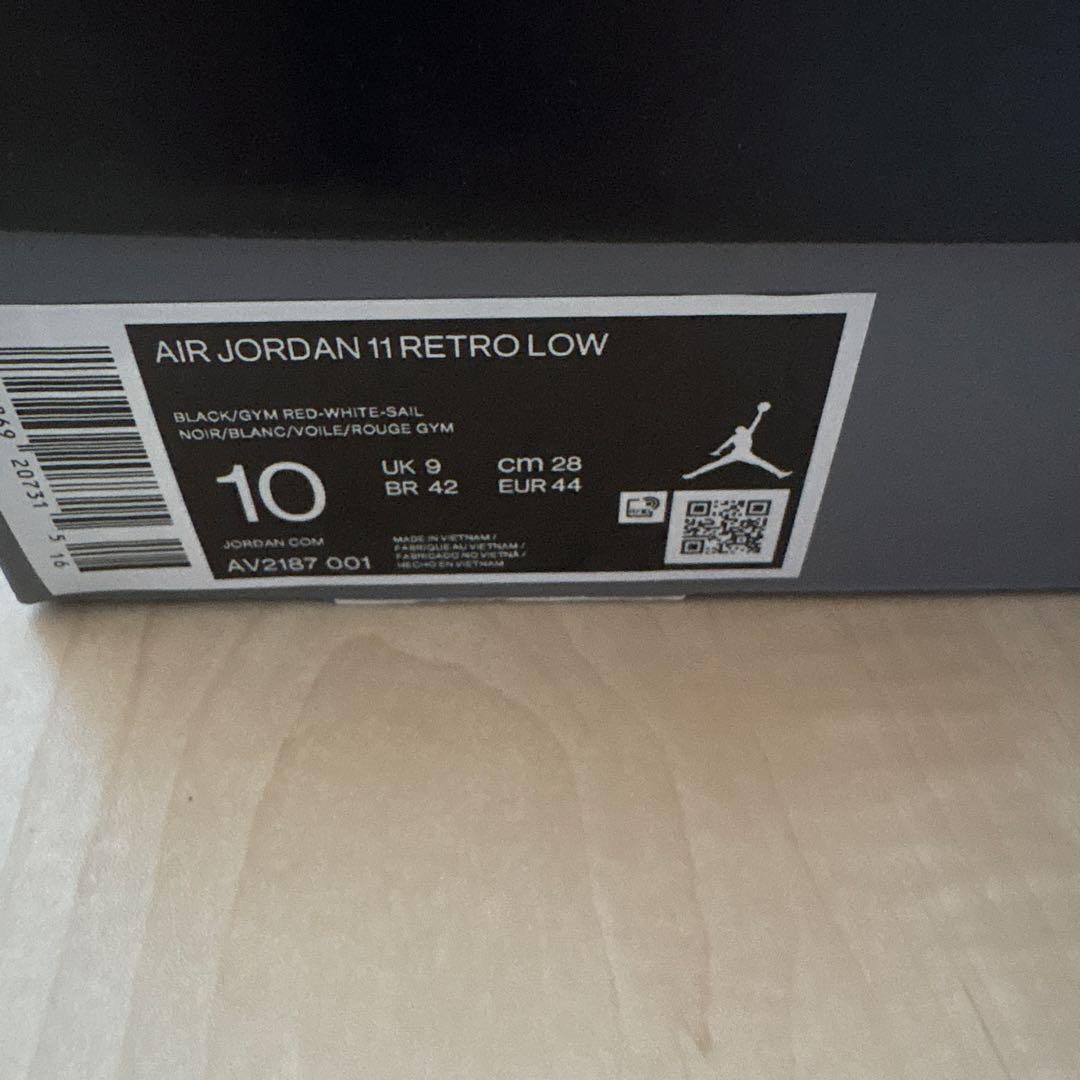 AIR JORDAN 11 RETRO LOW
BLACK/GYM RED-WHITE-SAIL
NOIR/BLANC/VOILE/ROUGE GYM
10
UK 9
BR 42
cm 28
EUR 44
JORDAN.COM
AV2187 001
MADE IN VIETNAM /
FABRIQUE AU VIETNAM /
FABRICADO NO VIETNÃ /
HECHO EN VIETNAM
20731 51 6